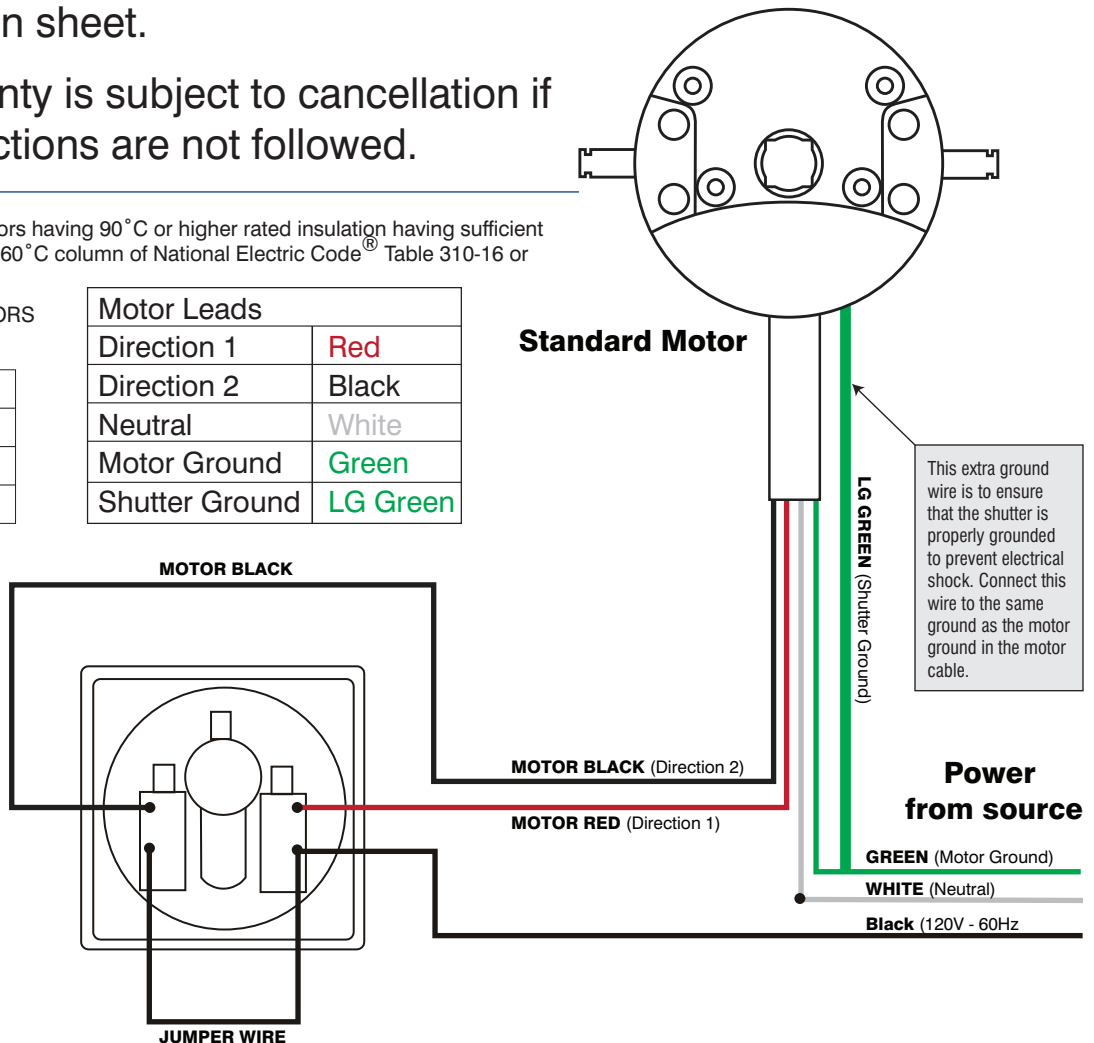 n sheet.
nty is subject to cancellation if
ctions are not followed.
ors having 90˚C or higher rated insulation having sufficient
60˚C column of National Electric Code® Table 310-16 or
ORS
Motor Leads
Direction 1 Red
Direction 2 Black
Neutral White
Motor Ground Green
Shutter Ground LG Green
Standard Motor
LG GREEN (Shutter Ground)
This extra ground
wire is to ensure
that the shutter is
properly grounded
to prevent electrical
shock. Connect this
wire to the same
ground as the motor
ground in the motor
cable.
MOTOR BLACK
MOTOR BLACK (Direction 2)
MOTOR RED (Direction 1)
Power
from source
GREEN (Motor Ground)
WHITE (Neutral)
Black (120V - 60Hz
JUMPER WIRE